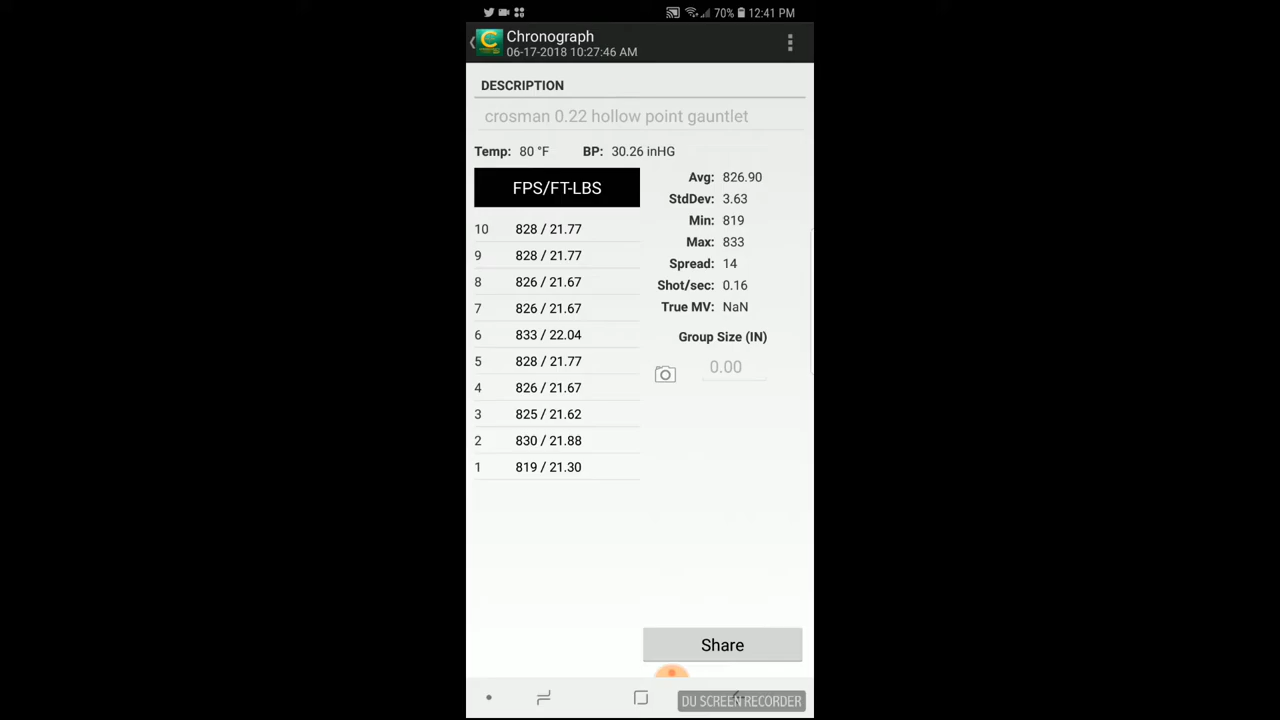 70% 12:41 PM
Chronograph
06-17-2018 10:27:46 AM
DESCRIPTION
crosman 0.22 hollow point gauntlet
Temp: 80 °F BP: 30.26 inHG
FPS/FT-LBS
10 828 / 21.77
9 828 / 21.77
8 826 / 21.67
7 826 / 21.67
6 833 / 22.04
5 828 / 21.77
4 826 / 21.67
3 825 / 21.62
2 830 / 21.88
1 819 / 21.30
Avg: 826.90
StdDev: 3.63
Min: 819
Max: 833
Spread: 14
Shot/sec: 0.16
True MV: NaN
Group Size (IN)
0.00
Share
DU SCREEN RECORDER